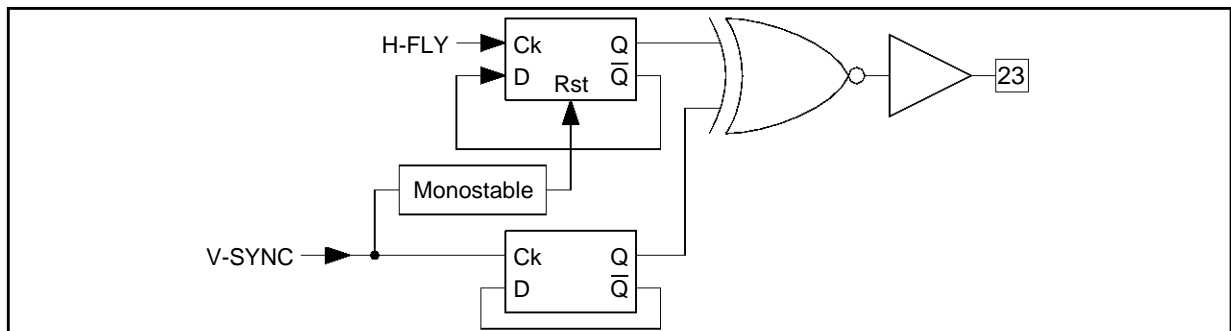 H-FLY
Ck
Q
D
Q̅
Rst
23
Monostable
V-SYNC
Ck
Q
D
Q̅